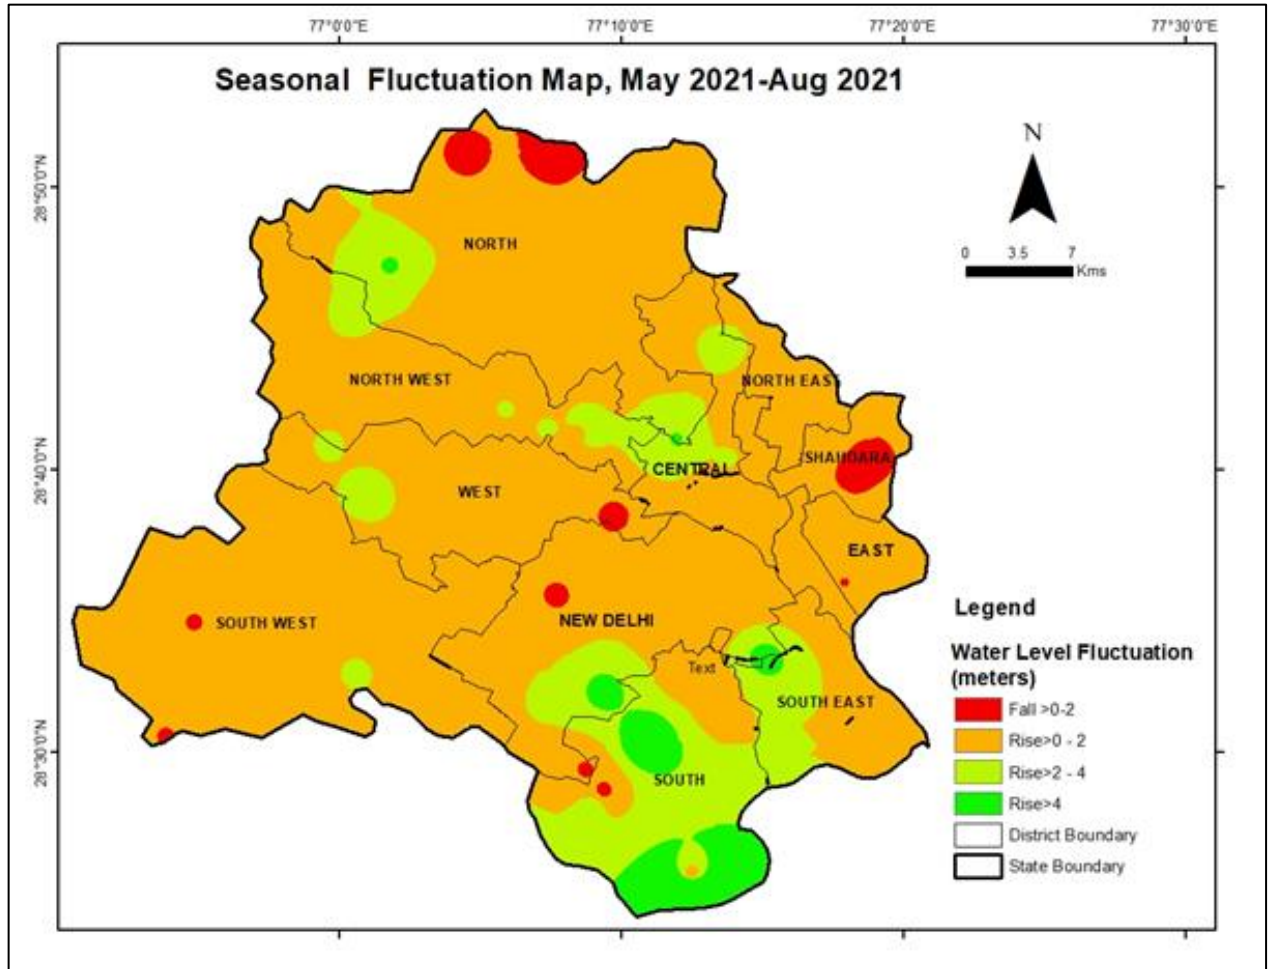 77°0'0"E 77°10'0"E 77°20'0"E 77°30'0"E
Seasonal Fluctuation Map, May 2021-Aug 2021
N
0 3.5 7
Kms
28°50'0"N
28°40'0"N
28°30'0"N
NORTH
NORTH WEST
NORTH EAST
SHAHDARA
CENTRAL
WEST
EAST
SOUTH WEST
NEW DELHI
Text
SOUTH EAST
SOUTH
Legend
Water Level Fluctuation
(meters)
Fall >0-2
Rise>0 - 2
Rise>2 - 4
Rise>4
District Boundary
State Boundary